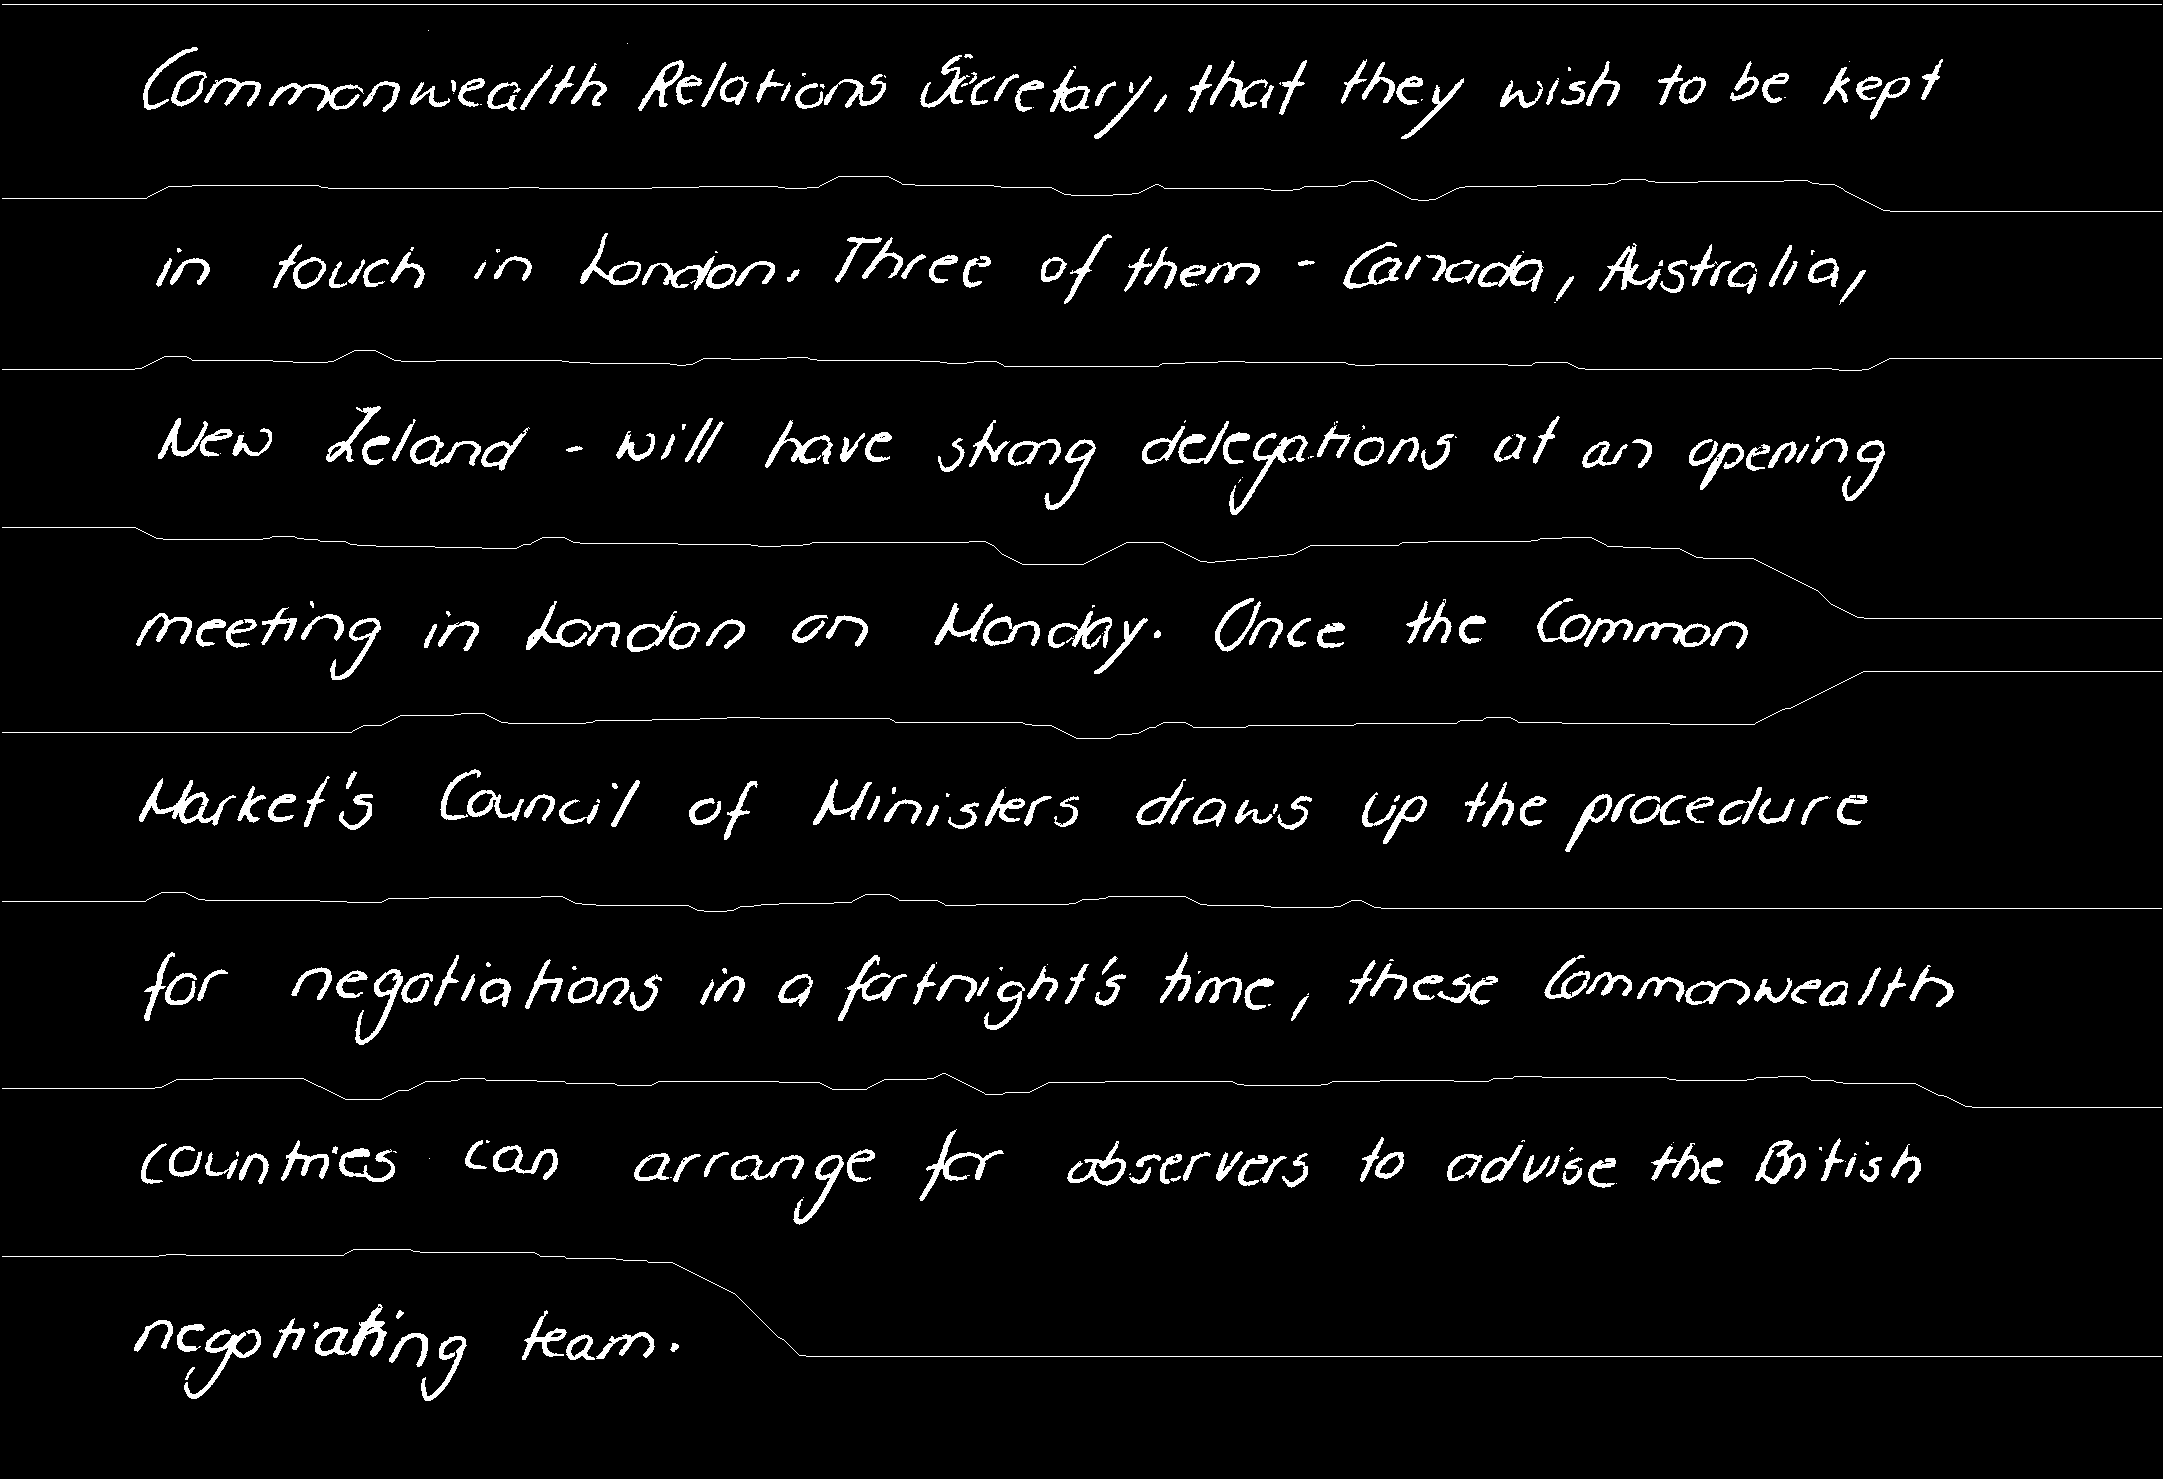 Commonwealth Relations Secretary, that they wish to be kept
in touch in London. Three of them - Canada, Australia,
New Zeland - will have strong delegations at an opening
meeting in London on Monday. Once the Common
Market's Council of Ministers draws up the procedure
for negotiations in a fortnight's time, these Commonwealth
countries can arrange for observers to advise the British
negotiating team.